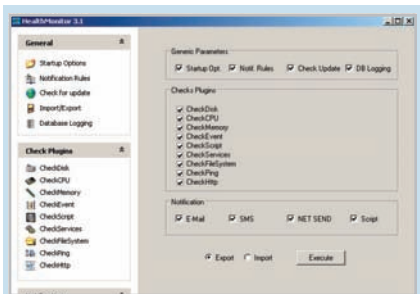 HealthMonitor 3.1
General
Startup Options
Notification Rules
Check for update
Import/Export
Database Logging
Check Plugins
CheckDisk
CheckCPU
CheckMemory
CheckEvent
CheckScript
CheckServices
CheckFileSystem
CheckPing
CheckHttp
Generic Parameters
Startup Opt. Notif. Rules Check Update DB Logging
Checks Plugins
CheckDisk
CheckCPU
CheckMemory
CheckEvent
CheckScript
CheckServices
CheckFileSystem
CheckPing
CheckHttp
Notification
E-Mail SMS NET SEND Script
Export Import Execute